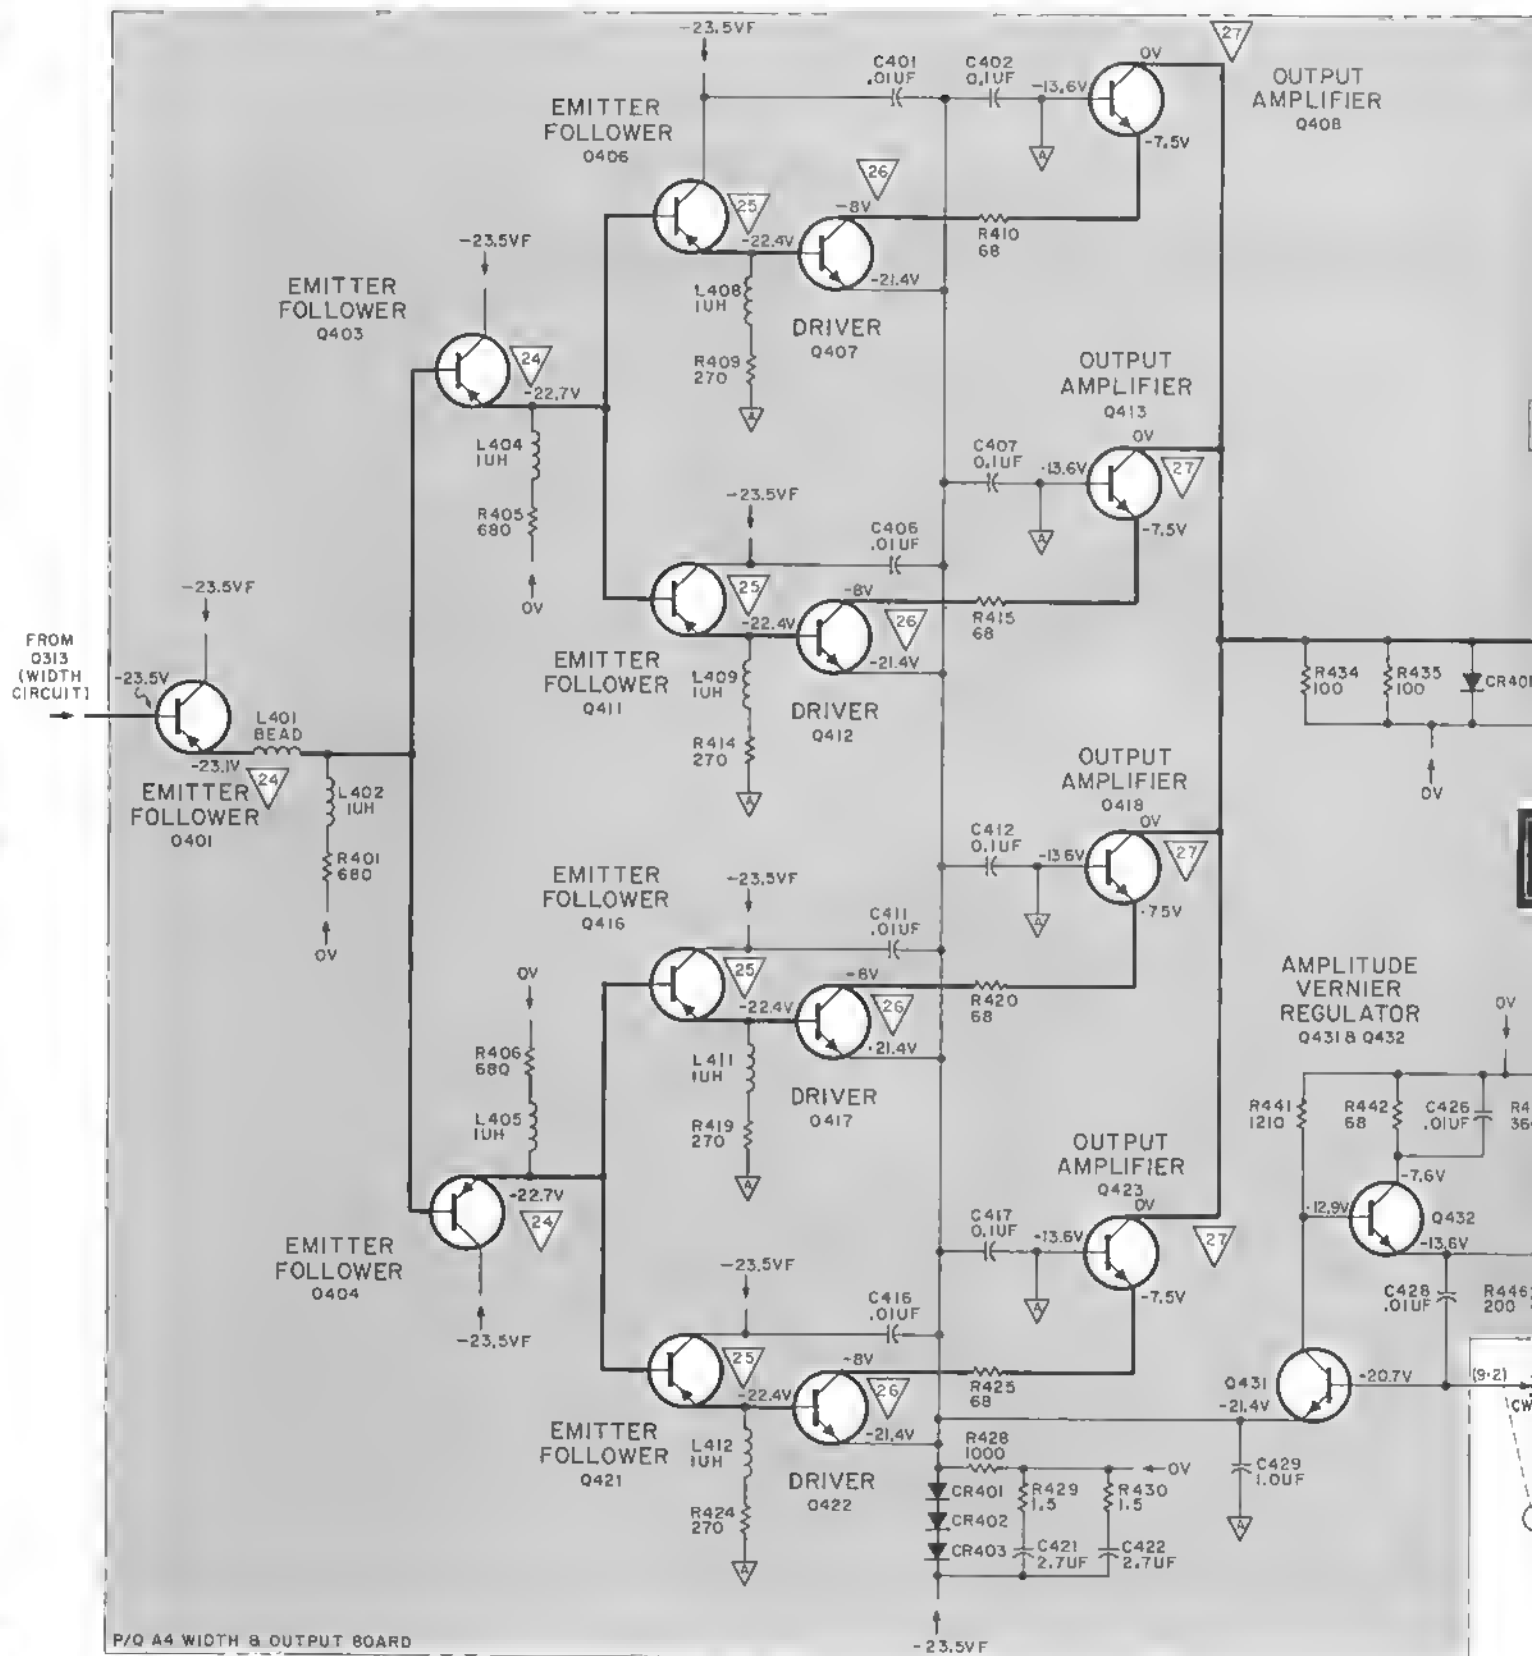 -23.5VF
27
0V
C401
.01UF
C402
0.1UF
-13.6V
OUTPUT
AMPLIFIER
Q408
EMITTER
FOLLOWER
Q406
-7.5V
A
26
25
-8V
-22.4V
R410
68
-23.5VF
-21.4V
L408
1UH
EMITTER
FOLLOWER
Q403
DRIVER
Q407
24
-22.7V
R409
270
A
OUTPUT
AMPLIFIER
Q413
0V
L404
1UH
C407
0.1UF
-13.6V
27
-23.5VF
R405
680
C406
.01UF
A
-7.5V
0V
25
-8V
26
R415
68
-22.4V
-23.5VF
FROM
Q313
(WIDTH
CIRCUIT)
-23.5V
EMITTER
FOLLOWER
Q411
L409
1UH
-21.4V
R434
100
R435
100
DRIVER
Q412
L401
BEAD
R414
270
A
-23.1V
24
EMITTER
FOLLOWER
Q401
L402
1UH
OUTPUT
AMPLIFIER
Q418
0V
0V
C412
0.1UF
-13.6V
27
R401
680
EMITTER
FOLLOWER
Q416
-23.5VF
C411
.01UF
A
-7.5V
0V
0V
25
-8V
26
R420
68
-22.4V
-21.4V
AMPLITUDE
VERNIER
REGULATOR
Q431 & Q432
0V
R406
680
L411
1UH
DRIVER
Q417
L405
1UH
R419
270
A
R441
1210
R442
68
C426
.01UF
OUTPUT
AMPLIFIER
Q423
0V
-7.6V
-22.7V
24
C417
0.1UF
-13.6V
27
-12.9V
Q432
-13.6V
EMITTER
FOLLOWER
Q404
-23.5VF
C416
.01UF
A
-7.5V
C428
.01UF
R446
200
-23.5VF
25
-8V
26
R425
68
-22.4V
Q431
-21.4V
-20.7V
(9-2)
CW
EMITTER
FOLLOWER
Q421
L412
1UH
-21.4V
R428
1000
0V
C429
1.0UF
A
DRIVER
Q422
CR401
R429
1.5
R430
1.5
R424
270
A
CR402
CR403
C421
2.7UF
C422
2.7UF
P/O A4 WIDTH & OUTPUT BOARD
-23.5VF